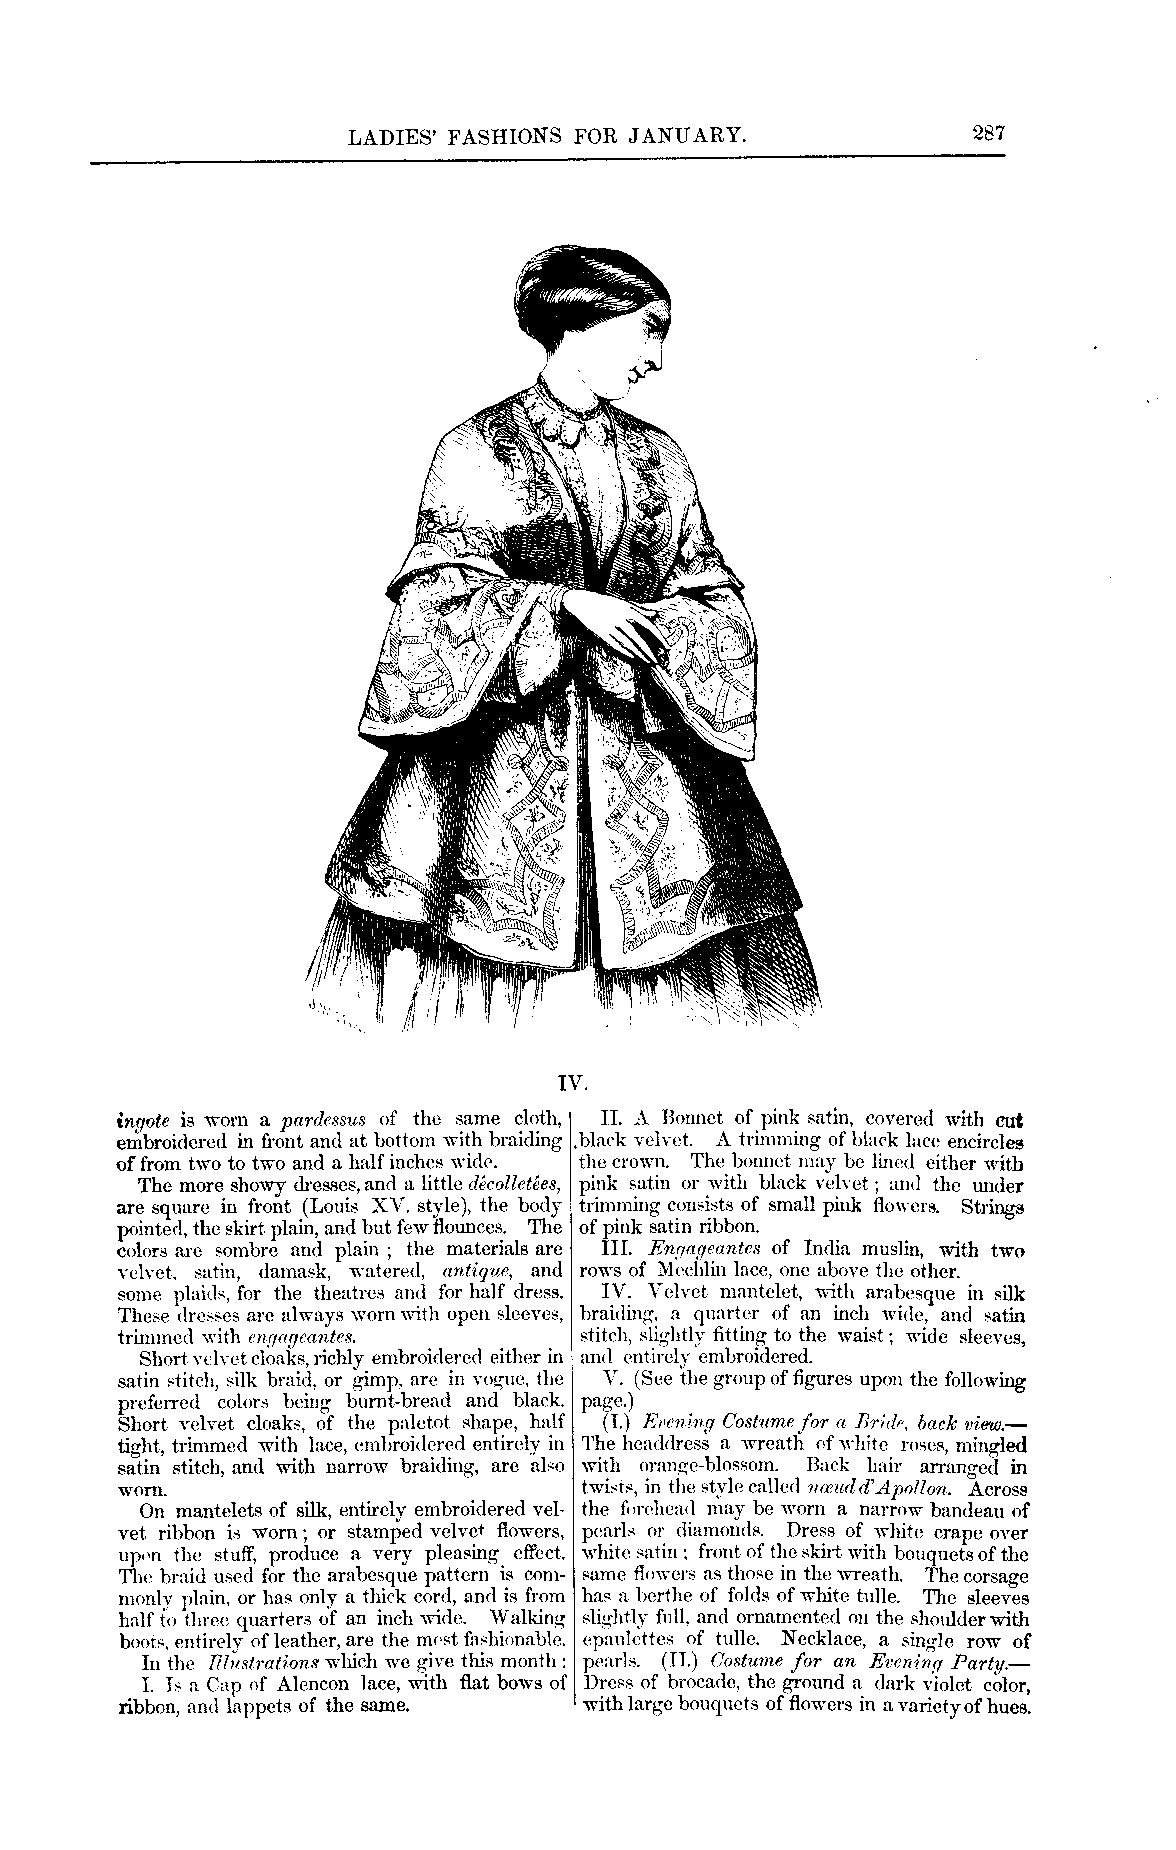 LADIES' FASHIONS FOR JANUARY.
287
IV.
ingote is worn a pardessus of the same cloth,
embroidered in front and at bottom with braiding
of from two to two and a half inches wide.
The more showy dresses, and a little décolletées,
are square in front (Louis XV. style), the body
pointed, the skirt plain, and but few flounces. The
colors are sombre and plain ; the materials are
velvet, satin, damask, watered, antique, and
some plaids, for the theatres and for half dress.
These dresses are always worn with open sleeves,
trimmed with engageantes.
Short velvet cloaks, richly embroidered either in
satin stitch, silk braid, or gimp, are in vogue, the
preferred colors being burnt-bread and black.
Short velvet cloaks, of the paletot shape, half
tight, trimmed with lace, embroidered entirely in
satin stitch, and with narrow braiding, are also
worn.
On mantelets of silk, entirely embroidered vel-
vet ribbon is worn ; or stamped velvet flowers,
upon the stuff, produce a very pleasing effect.
The braid used for the arabesque pattern is com-
monly plain, or has only a thick cord, and is from
half to three quarters of an inch wide. Walking
boots, entirely of leather, are the most fashionable.
In the Illustrations which we give this month :
I. Is a Cap of Alencon lace, with flat bows of
ribbon, and lappets of the same.
II. A Bonnet of pink satin, covered with cut
black velvet. A trimming of black lace encircles
the crown. The bonnet may be lined either with
pink satin or with black velvet ; and the under
trimming consists of small pink flowers. Strings
of pink satin ribbon.
III. Engageantes of India muslin, with two
rows of Mechlin lace, one above the other.
IV. Velvet mantelet, with arabesque in silk
braiding, a quarter of an inch wide, and satin
stitch, slightly fitting to the waist ; wide sleeves,
and entirely embroidered.
V. (See the group of figures upon the following
page.)
(I.) Evening Costume for a Bride, back view.—
The headdress a wreath of white roses, mingled
with orange-blossom. Back hair arranged in
twists, in the style called nœud d'Apollon. Across
the forehead may be worn a narrow bandeau of
pearls or diamonds. Dress of white crape over
white satin ; front of the skirt with bouquets of the
same flowers as those in the wreath. The corsage
has a berthe of folds of white tulle. The sleeves
slightly full, and ornamented on the shoulder with
epaulettes of tulle. Necklace, a single row of
pearls. (II.) Costume for an Evening Party.—
Dress of brocade, the ground a dark violet color,
with large bouquets of flowers in a variety of hues.